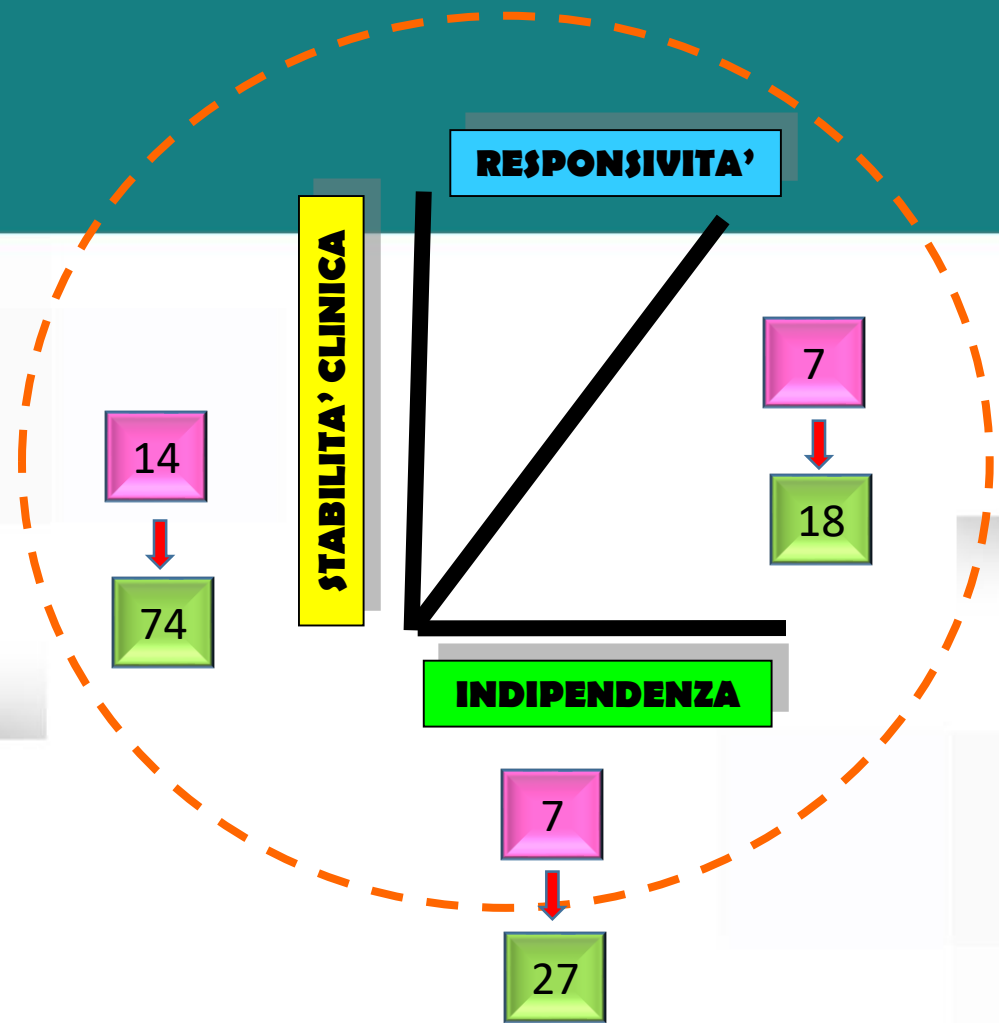 RESPONSIVITA’
STABILITA’ CLINICA
7
18
14
74
INDIPENDENZA
7
27